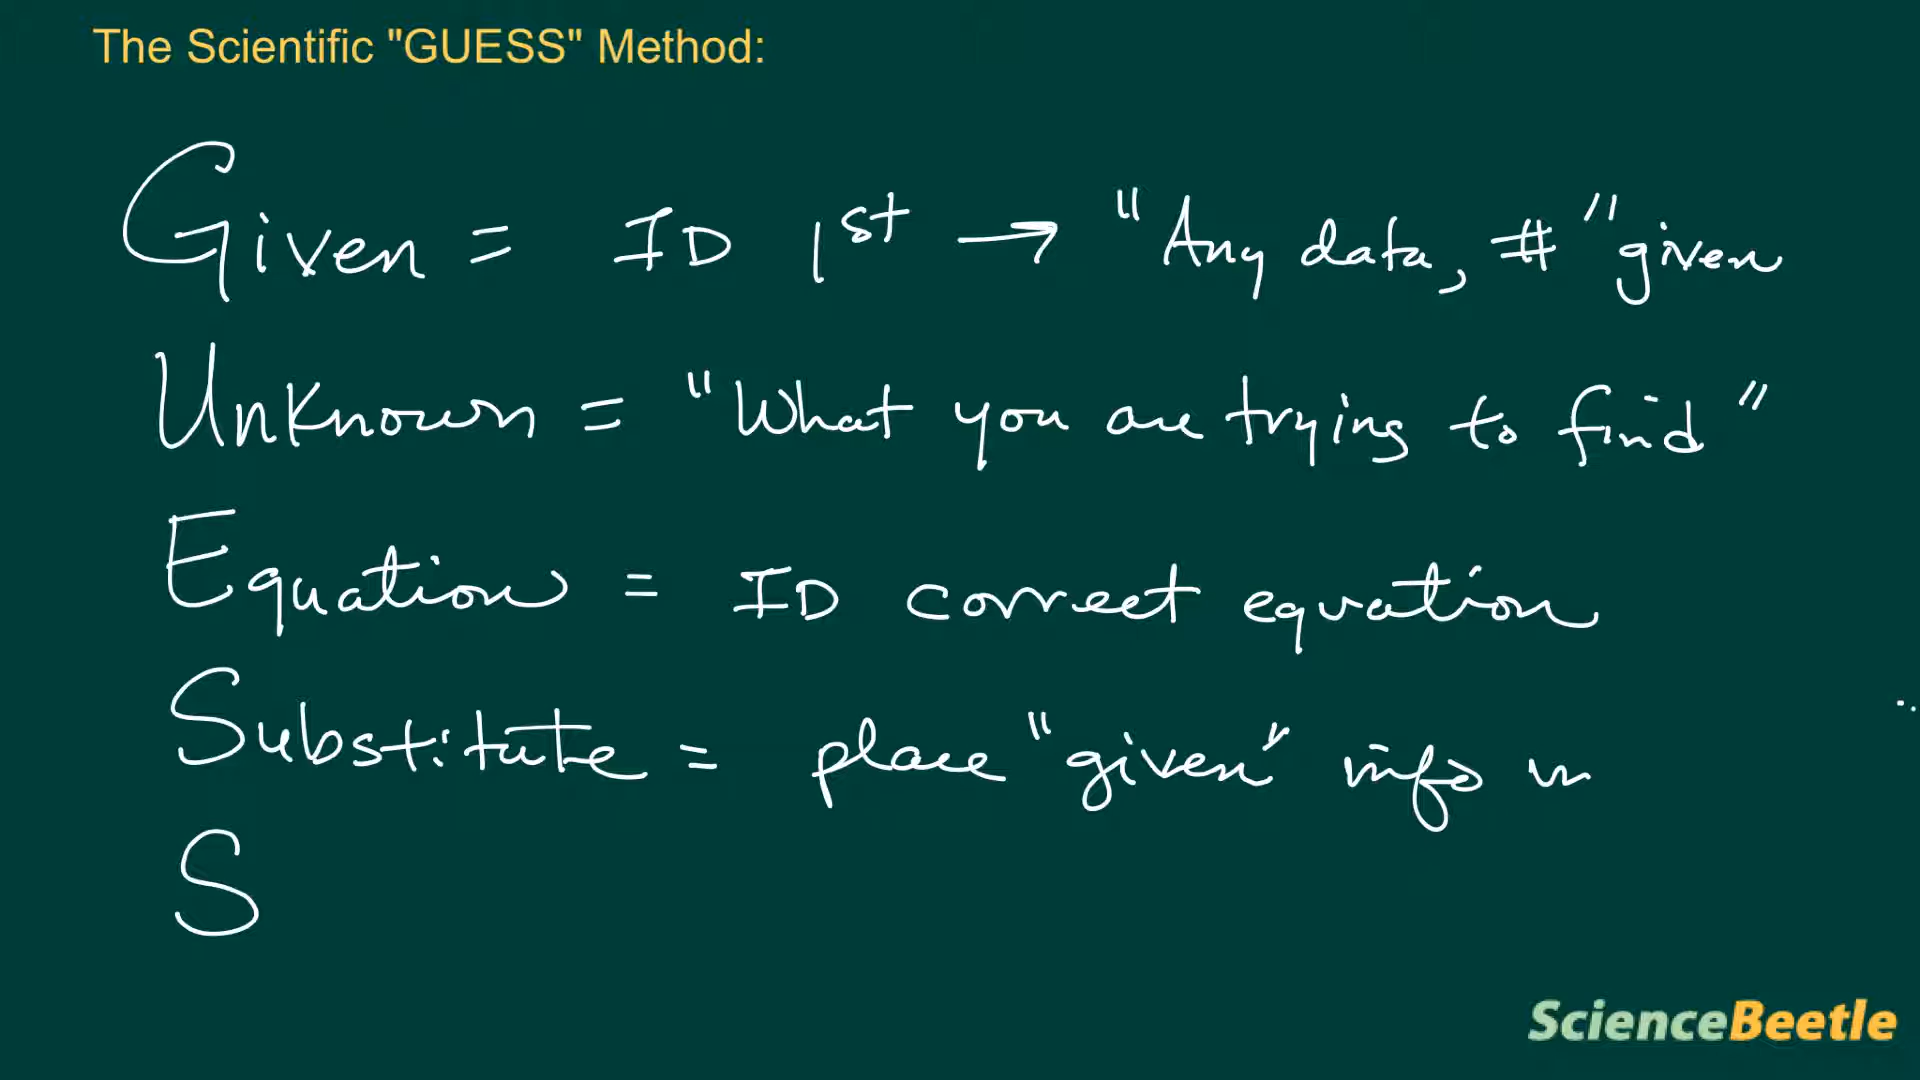 The Scientific "GUESS" Method:
Given = ID 1st → "Any data, #" given
Unknown = "What you are trying to find"
Equation = ID correct equation
Substitute = place "given" info in
S
ScienceBeetle